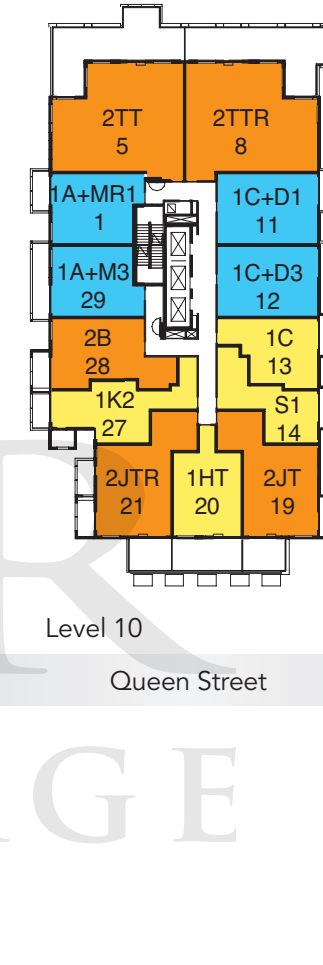 2TT
5
2TTR
8
1A+MR1
1
1C+D1
11
1A+M3
29
1C+D3
12
2B
28
1C
13
1K2
27
S1
14
2JTR
21
1HT
20
2JT
19
R
Level 10
Queen Street
GE